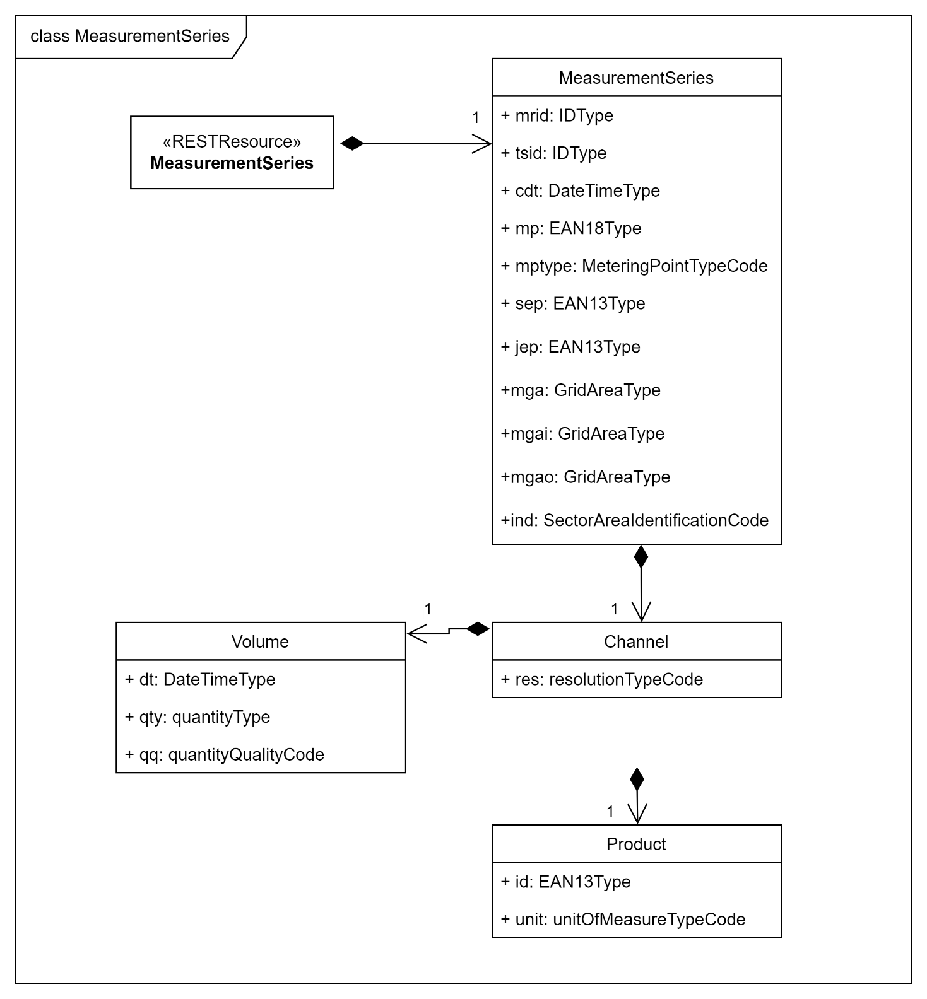 class MeasurementSeries
MeasurementSeries
«RESTResource»
MeasurementSeries
1
+ mrid: IDType
+ tsid: IDType
+ cdt: DateTimeType
+ mp: EAN18Type
+ mptype: MeteringPointTypeCode
+ sep: EAN13Type
+ jep: EAN13Type
+mga: GridAreaType
+mgai: GridAreaType
+mgao: GridAreaType
+ind: SectorAreaIdentificationCode
1
1
Volume
+ dt: DateTimeType
+ qty: quantityType
+ qq: quantityQualityCode
Channel
+ res: resolutionTypeCode
1
Product
+ id: EAN13Type
+ unit: unitOfMeasureTypeCode